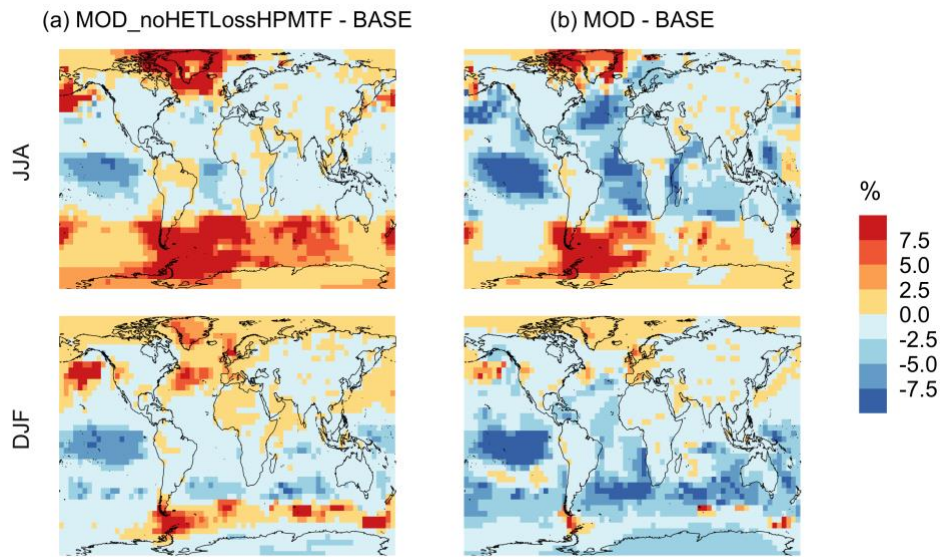 (a) MOD_noHETLossHPMTF - BASE
(b) MOD - BASE
JJA
DJF
%
7.5
5.0
2.5
0.0
-2.5
-5.0
-7.5